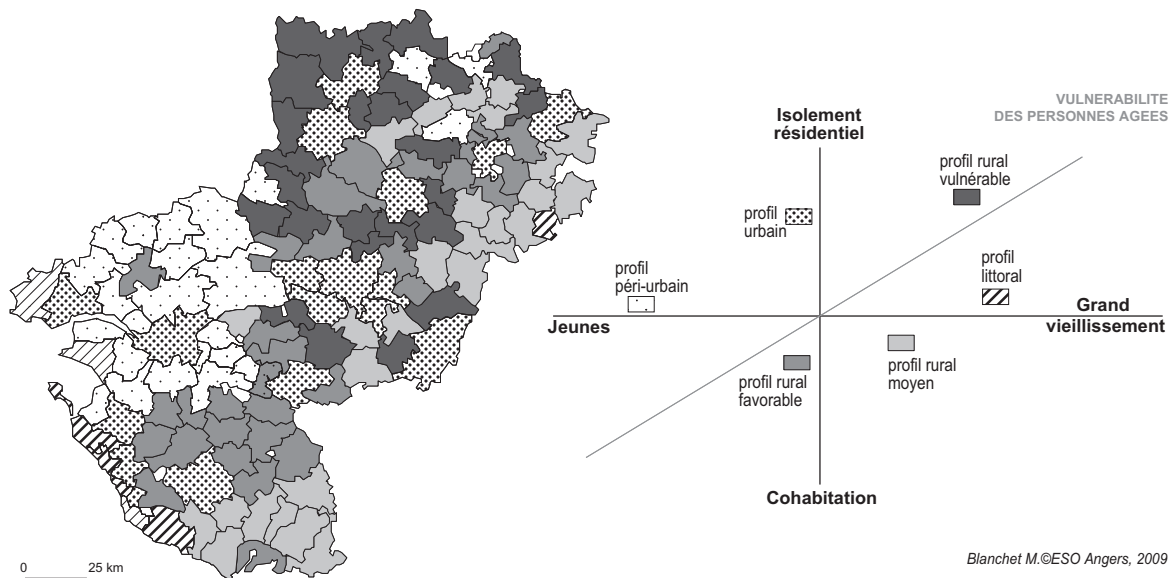 VULNERABILITE
DES PERSONNES AGEES
Isolement
résidentiel
profil rural
vulnérable
profil
urbain
profil
littoral
profil
péri-urbain
Grand
vieillissement
Jeunes
profil rural
moyen
profil rural
favorable
Cohabitation
0 25 km
Blanchet M.©ESO Angers, 2009